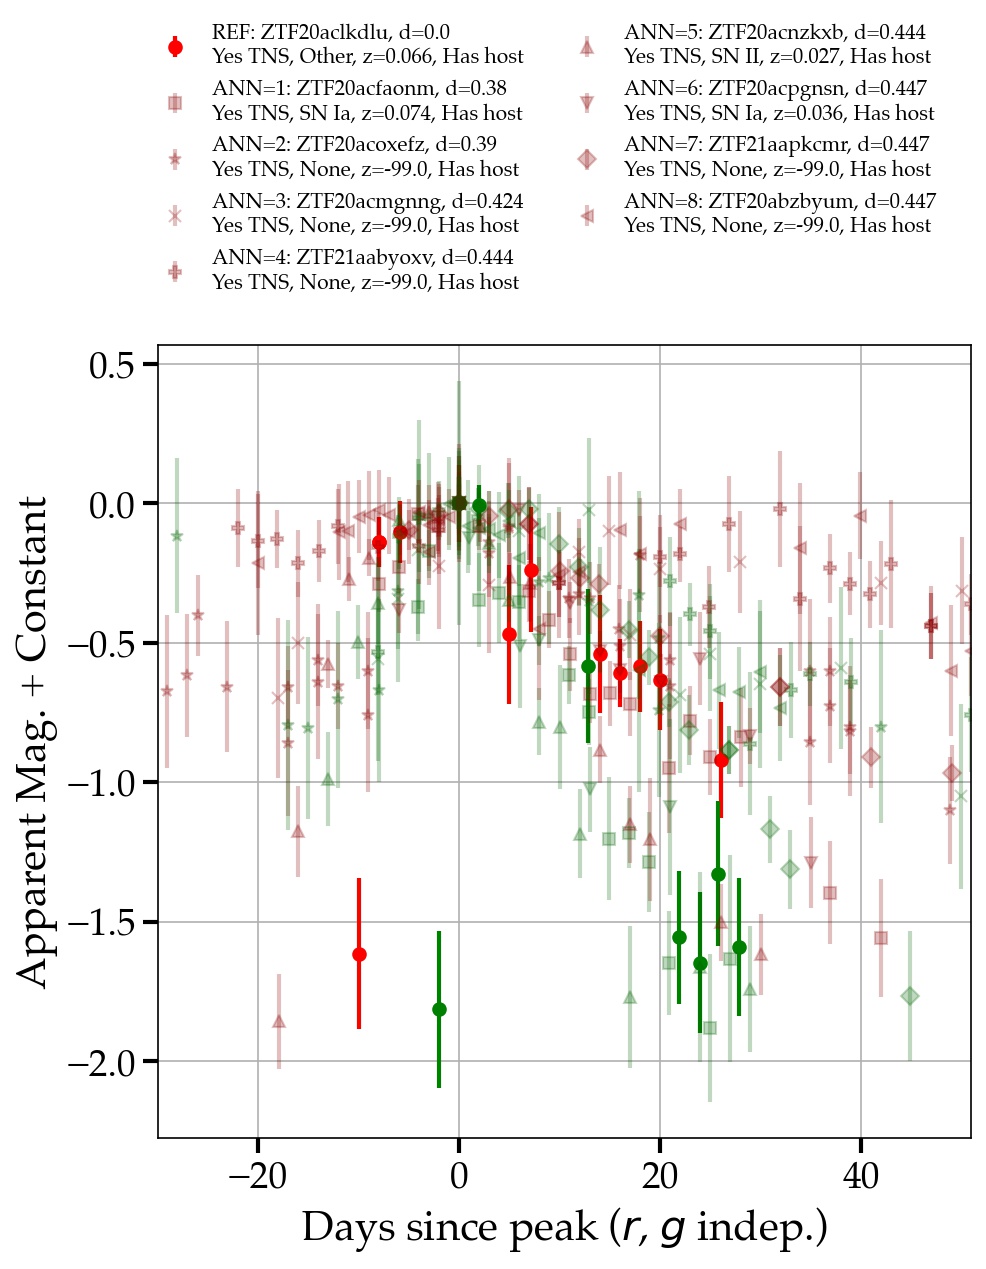 REF: ZTF20aclkdlu, d=0.0
Yes TNS, Other, z=0.066, Has host
ANN=1: ZTF20acfaonm, d=0.38
Yes TNS, SN Ia, z=0.074, Has host
ANN=2: ZTF20acoxefz, d=0.39
Yes TNS, None, z=-99.0, Has host
ANN=3: ZTF20acmgnng, d=0.424
Yes TNS, None, z=-99.0, Has host
ANN=4: ZTF21aabyoxv, d=0.444
Yes TNS, None, z=-99.0, Has host
ANN=5: ZTF20acnzkxb, d=0.444
Yes TNS, SN II, z=0.027, Has host
ANN=6: ZTF20acpgnsn, d=0.447
Yes TNS, SN Ia, z=0.036, Has host
ANN=7: ZTF21aapkcmr, d=0.447
Yes TNS, None, z=-99.0, Has host
ANN=8: ZTF20abzbyum, d=0.447
Yes TNS, None, z=-99.0, Has host
Apparent Mag. + Constant
0.5
0.0
−0.5
−1.0
−1.5
−2.0
−20
0
20
40
Days since peak (r, g indep.)